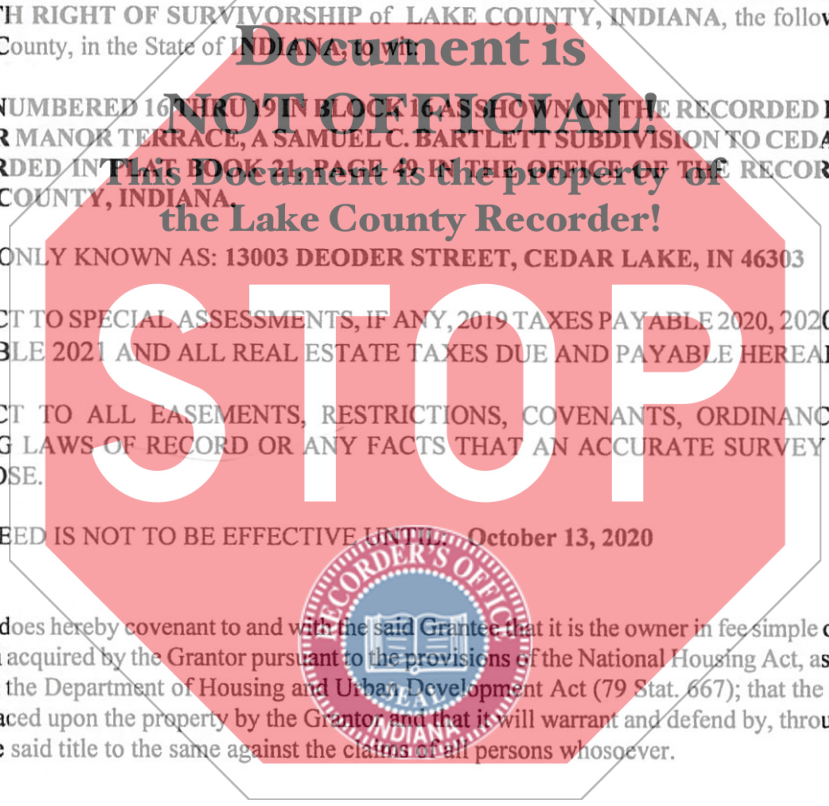 TH RIGHT OF SURVIVORSHIP of LAKE COUNTY, INDIANA, the follow
County, in the State of INDIANA, to wit:
Document is
NUMBERED 16 THRU 19 IN BLOCK 16 AS SHOWN ON THE RECORDED
NOT OFFICIAL!
R MANOR TERRACE, A SAMUEL C. BARTLETT SUBDIVISION TO CEDA
RDED IN PLAT BOOK 21, PAGE 49 IN THE OFFICE OF THE RECOR
This Document is the property of
COUNTY, INDIANA.
the Lake County Recorder!
ONLY KNOWN AS: 13003 DEODER STREET, CEDAR LAKE, IN 46303
CT TO SPECIAL ASSESSMENTS, IF ANY, 2019 TAXES PAYABLE 2020, 2020
BLE 2021 AND ALL REAL ESTATE TAXES DUE AND PAYABLE HEREAF
STOP
CT TO ALL EASEMENTS, RESTRICTIONS, COVENANTS, ORDINANC
G LAWS OF RECORD OR ANY FACTS THAT AN ACCURATE SURVEY
OSE.
EED IS NOT TO BE EFFECTIVE UNTIL: October 13, 2020
RECORDER'S OFFIC
SEAL
INDIANA
does hereby covenant to and with the said Grantee that it is the owner in fee simple
acquired by the Grantor pursuant to the provisions of the National Housing Act, as
the Department of Housing and Urban Development Act (79 Stat. 667); that the
aced upon the property by the Grantor and that it will warrant and defend by, throu
e said title to the same against the claims of all persons whosoever.